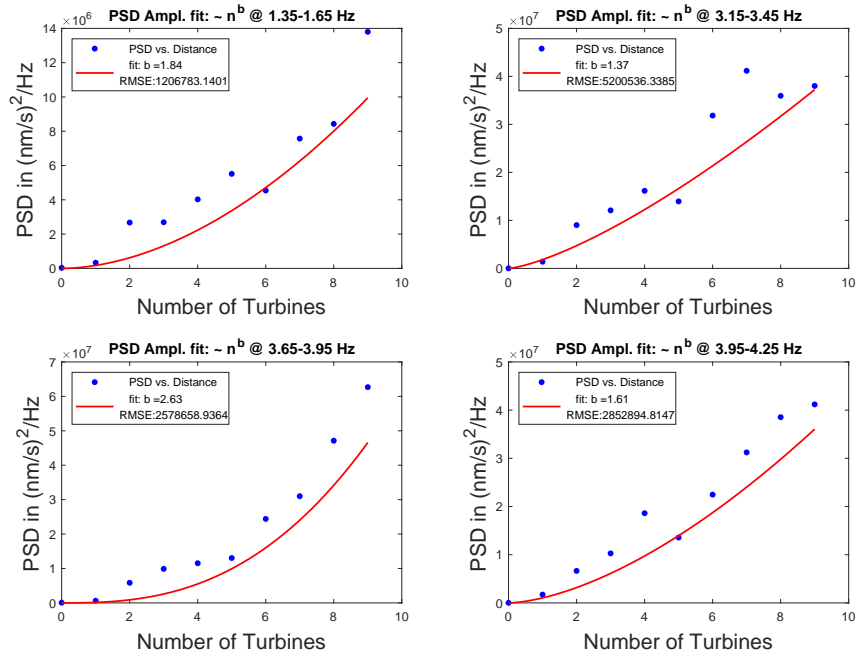 PSD Ampl. fit: ~ n^b @ 1.35-1.65 Hz
×10^6
14
12
10
8
6
4
2
0
PSD in (nm/s)^2/Hz
PSD vs. Distance
fit: b =1.84
RMSE:1206783.1401
0 2 4 6 8 10
Number of Turbines
PSD Ampl. fit: ~ n^b @ 3.15-3.45 Hz
×10^7
5
4
3
2
1
0
PSD in (nm/s)^2/Hz
PSD vs. Distance
fit: b =1.37
RMSE:5200536.3385
0 2 4 6 8 10
Number of Turbines
PSD Ampl. fit: ~ n^b @ 3.65-3.95 Hz
×10^7
7
6
5
4
3
2
1
0
PSD in (nm/s)^2/Hz
PSD vs. Distance
fit: b =2.63
RMSE:2578658.9364
0 2 4 6 8 10
Number of Turbines
PSD Ampl. fit: ~ n^b @ 3.95-4.25 Hz
×10^7
5
4
3
2
1
0
PSD in (nm/s)^2/Hz
PSD vs. Distance
fit: b =1.61
RMSE:2852894.8147
0 2 4 6 8 10
Number of Turbines